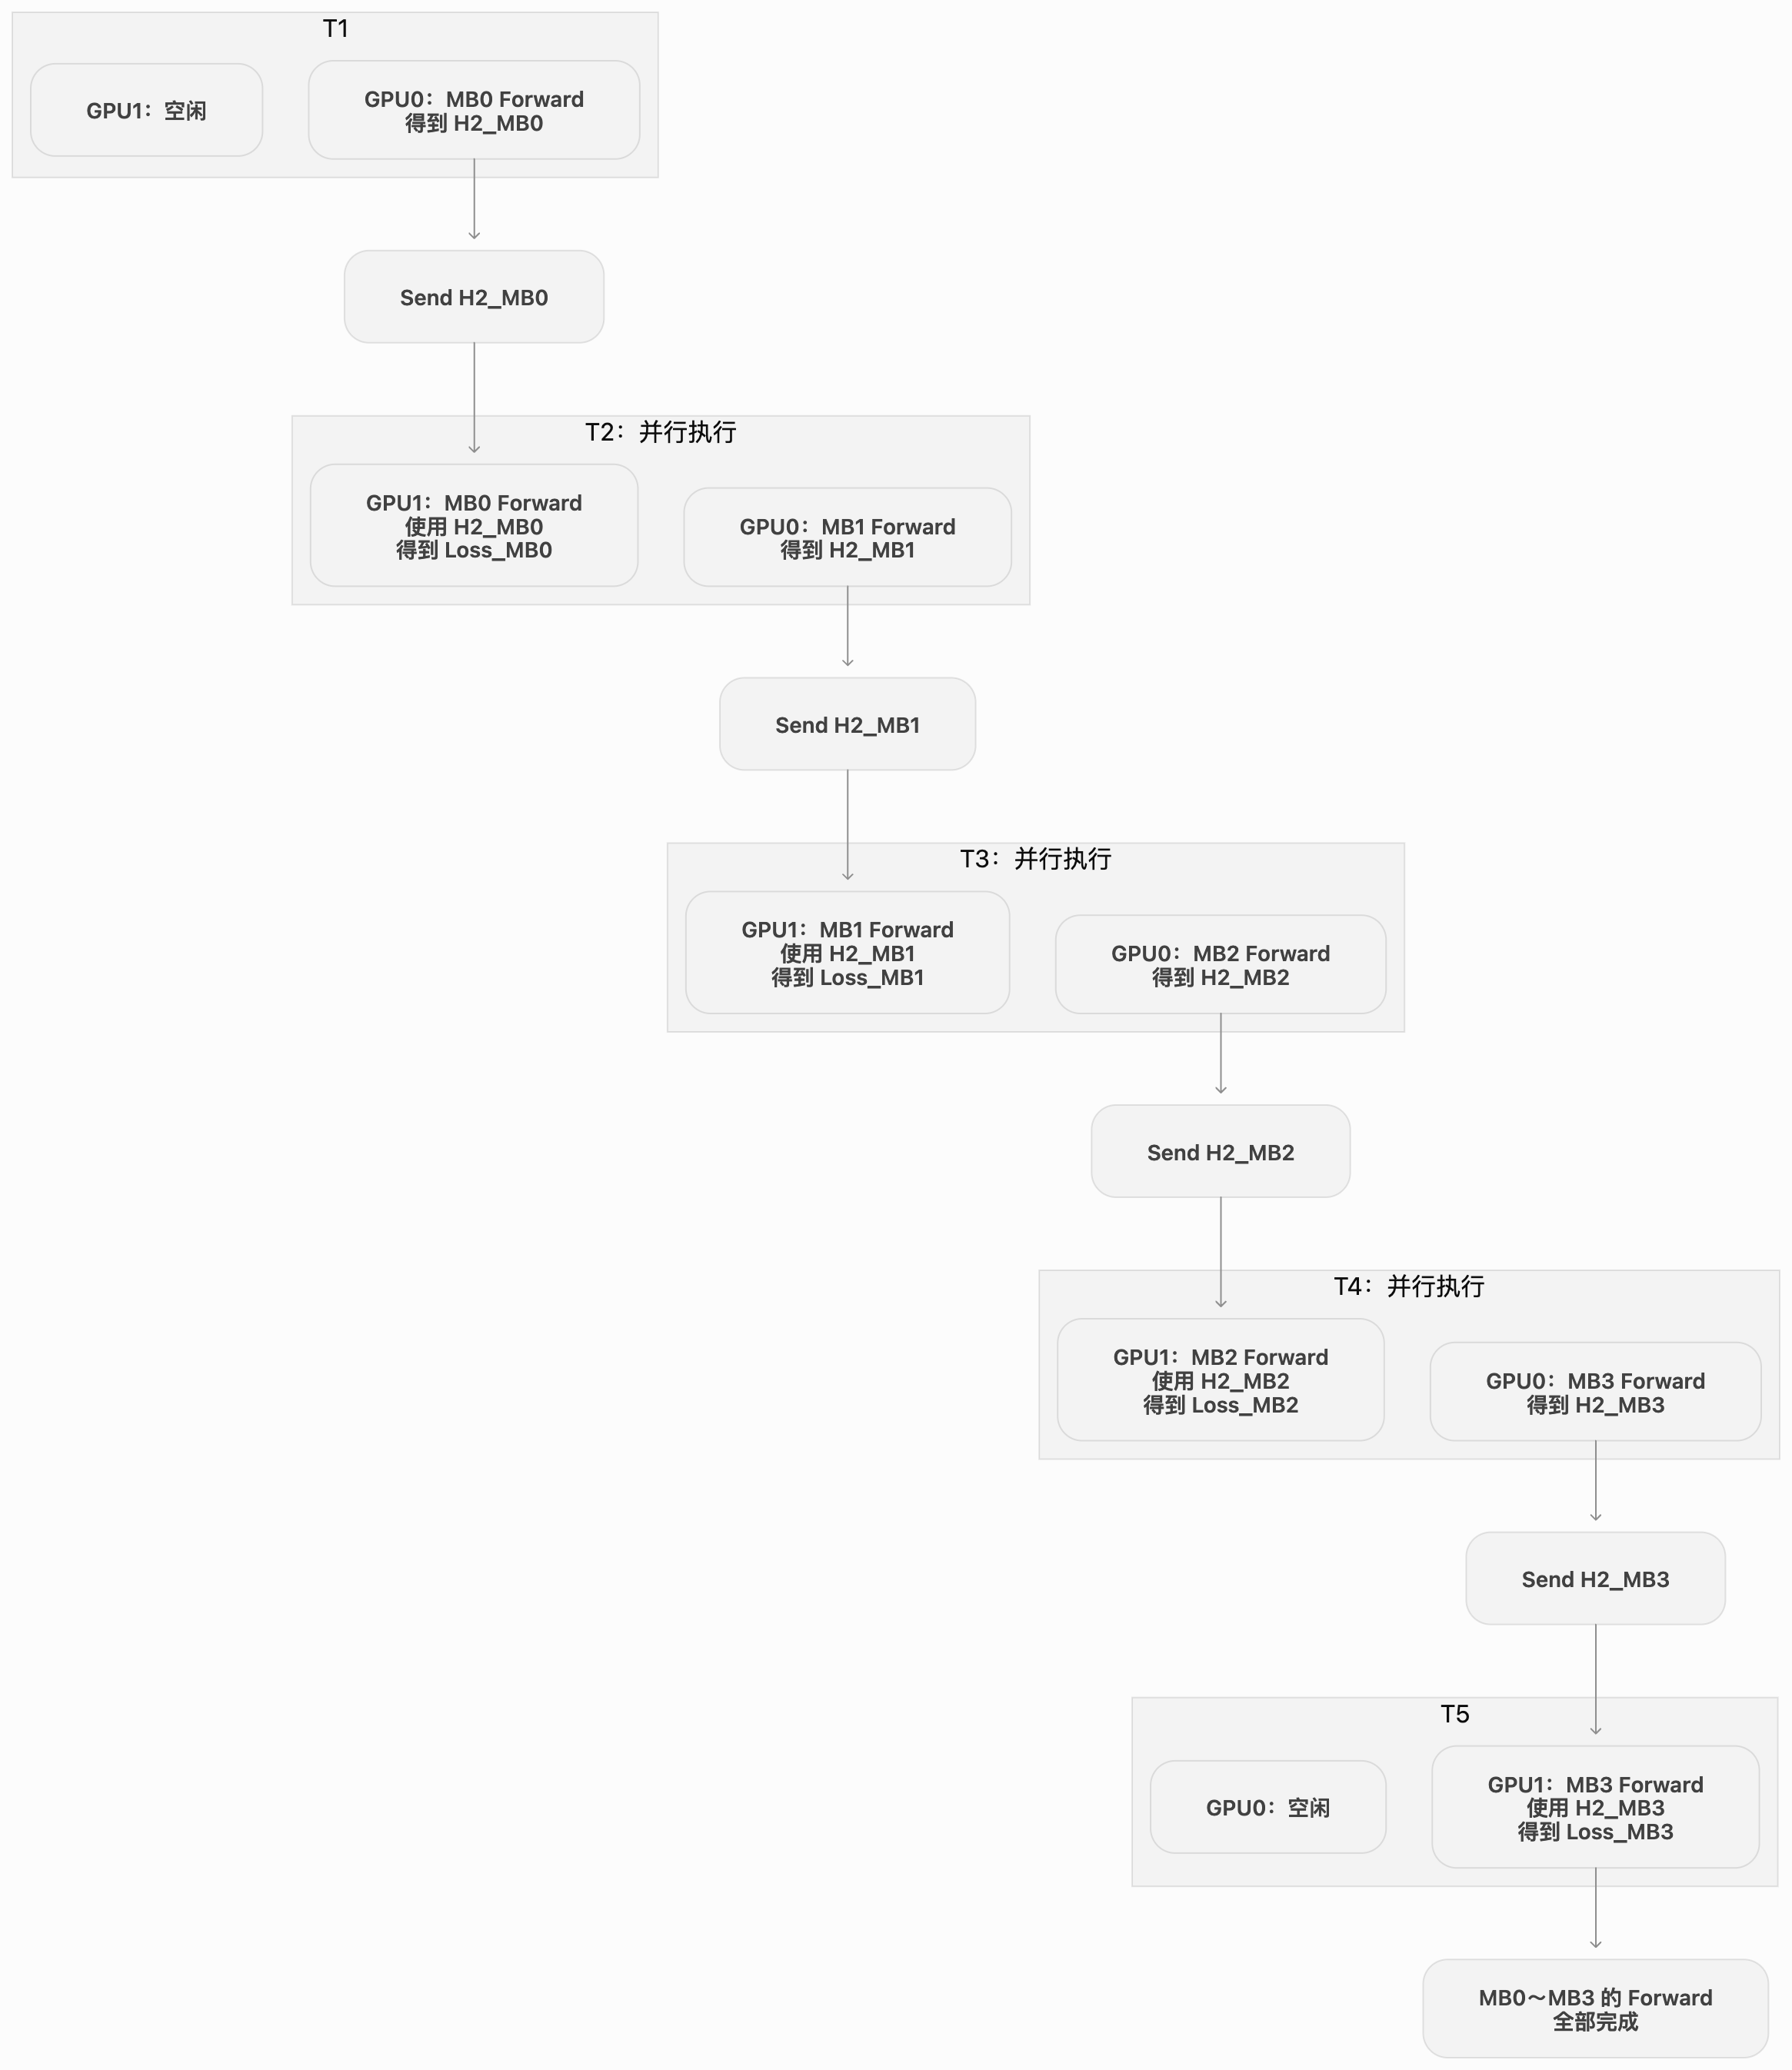 T1
GPU1：空闲
GPU0：MB0 Forward
得到 H2_MB0
Send H2_MB0
T2：并行执行
GPU1：MB0 Forward
使用 H2_MB0
得到 Loss_MB0
GPU0：MB1 Forward
得到 H2_MB1
Send H2_MB1
T3：并行执行
GPU1：MB1 Forward
使用 H2_MB1
得到 Loss_MB1
GPU0：MB2 Forward
得到 H2_MB2
Send H2_MB2
T4：并行执行
GPU1：MB2 Forward
使用 H2_MB2
得到 Loss_MB2
GPU0：MB3 Forward
得到 H2_MB3
Send H2_MB3
T5
GPU0：空闲
GPU1：MB3 Forward
使用 H2_MB3
得到 Loss_MB3
MB0～MB3 的 Forward
全部完成